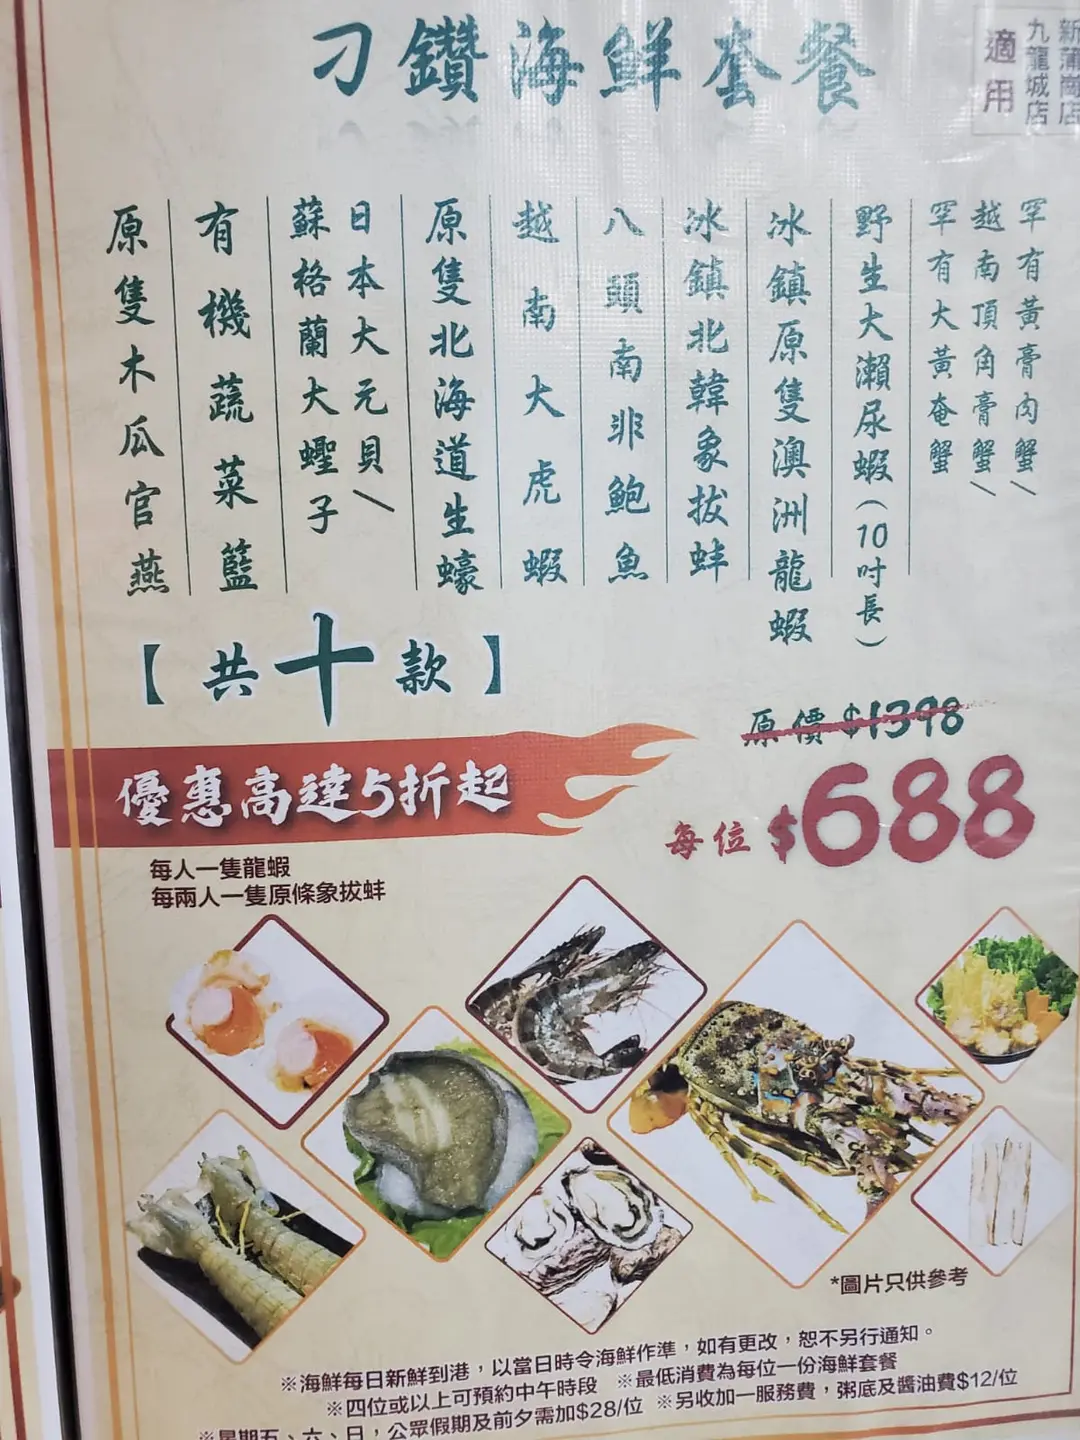 刁鑽海鮮套餐
新蒲崗店
九龍城店
適用
罕有黃膏肉蟹/
越南頂角膏蟹/
罕有大黃奄蟹
野生大瀨尿蝦(10吋長)
冰鎮原隻澳洲龍蝦
冰鎮北韓象拔蚌
八頭南非鮑魚
越南大虎蝦
原隻北海道生蠔
日本大元貝/
蘇格蘭大蟶子
有機蔬菜籃
原隻木瓜官燕
【共十款】
原價$1398
優惠高達5折起
每位$688
每人一隻龍蝦
每兩人一隻原條象拔蚌
*圖片只供參考
※海鮮每日新鮮到港，以當日時令海鮮作準，如有更改，恕不另行通知。
※四位或以上可預約中午時段 ※最低消費為每位一份海鮮套餐
※星期五、六、日，公眾假期及前夕需加$28/位 ※另收加一服務費，粥底及醬油費$12/位